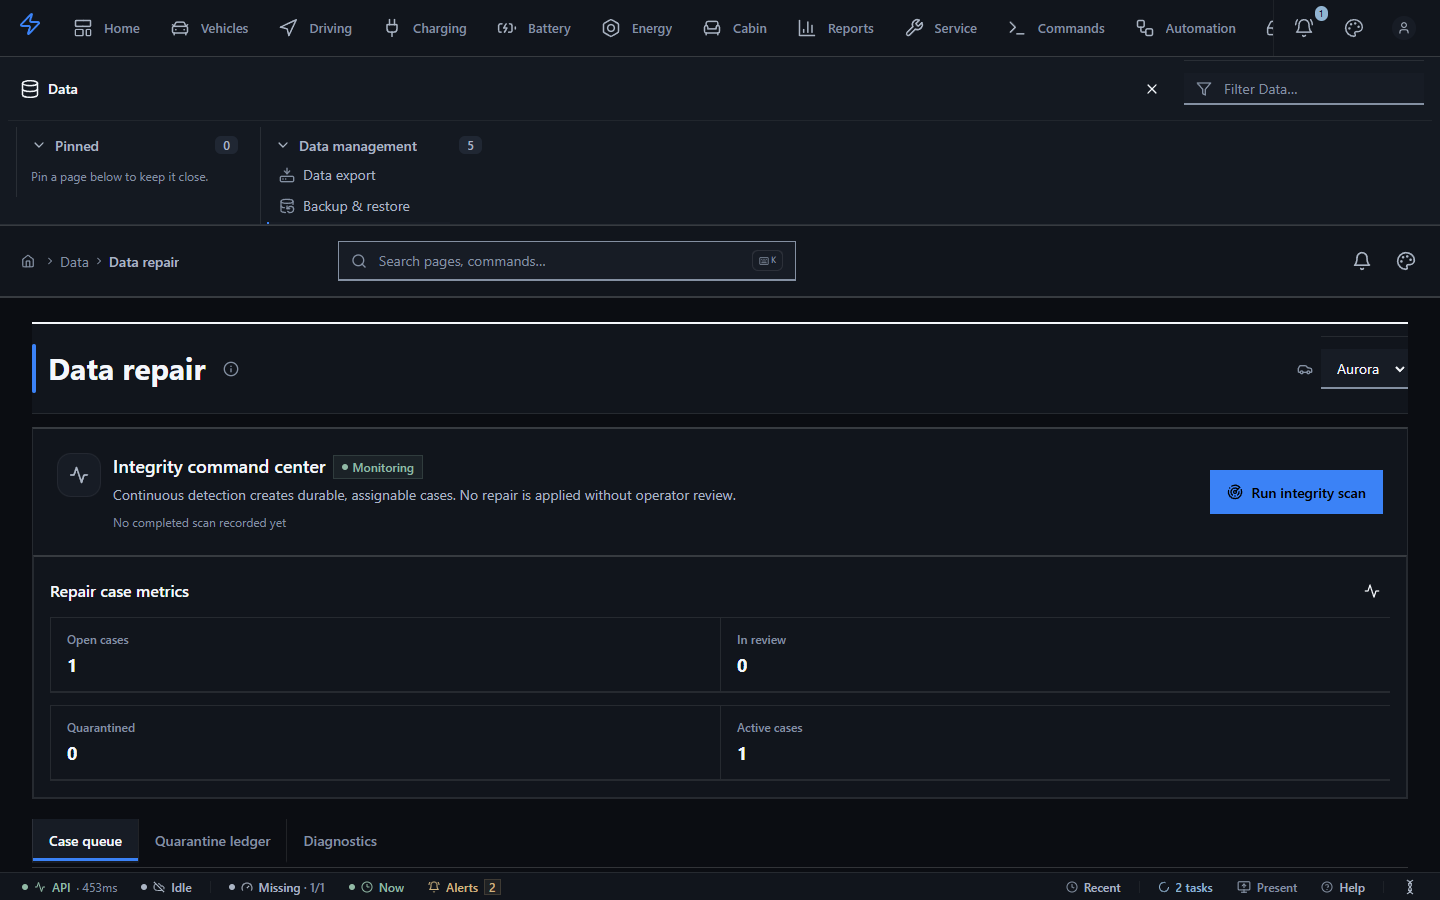 Home Vehicles Driving Charging Battery Energy Cabin Reports Service Commands Automation 1
Data Filter Data...
Pinned 0 Data management 5
Pin a page below to keep it close. Data export
Backup & restore
Data Data repair Search pages, commands... K
Data repair Aurora
Integrity command center Monitoring
Continuous detection creates durable, assignable cases. No repair is applied without operator review.
Run integrity scan
No completed scan recorded yet
Repair case metrics
Open cases In review
1 0
Quarantined Active cases
0 1
Case queue Quarantine ledger Diagnostics
API · 453ms Idle Missing · 1/1 Now Alerts 2 Recent 2 tasks Present Help